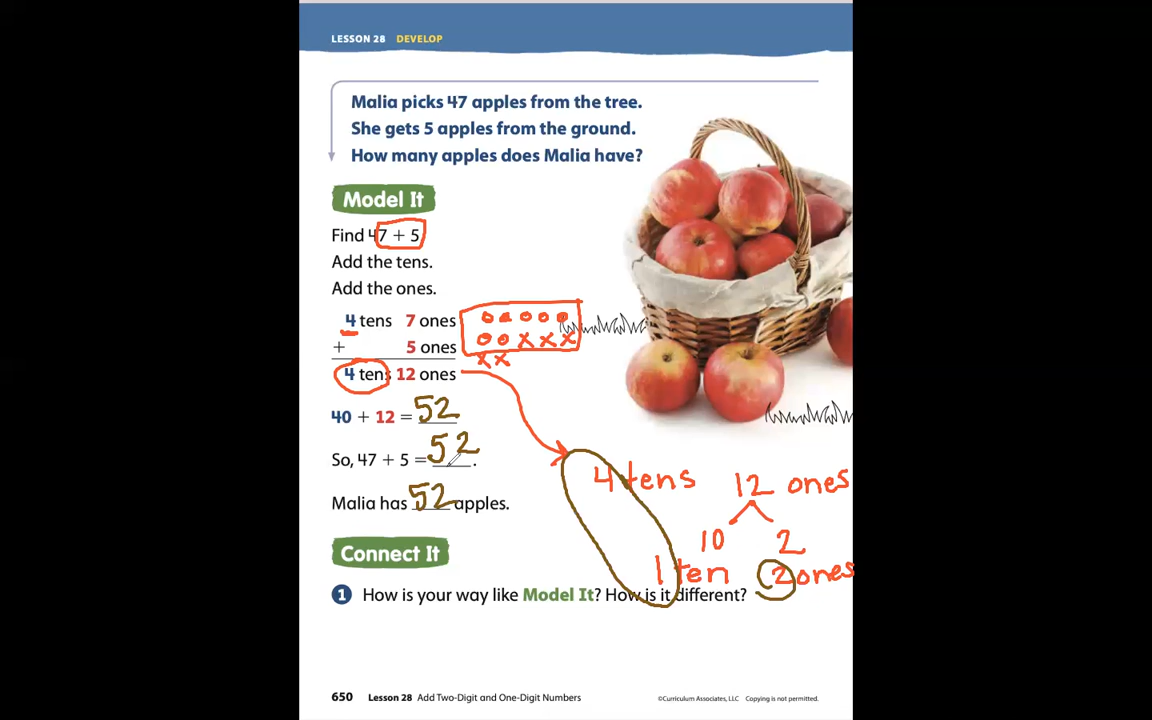 LESSON 28 DEVELOP
Malia picks 47 apples from the tree.
She gets 5 apples from the ground.
How many apples does Malia have?
Model It
Find 47 + 5
Add the tens.
Add the ones.
4 tens 7 ones
+ 5 ones
4 tens 12 ones
40 + 12 = 52
So, 47 + 5 = 52.
Malia has 52 apples.
4 tens 12 ones
10 2
1 ten 2 ones
Connect It
1 How is your way like Model It? How is it different?
650 Lesson 28 Add Two-Digit and One-Digit Numbers
©Curriculum Associates, LLC Copying is not permitted.